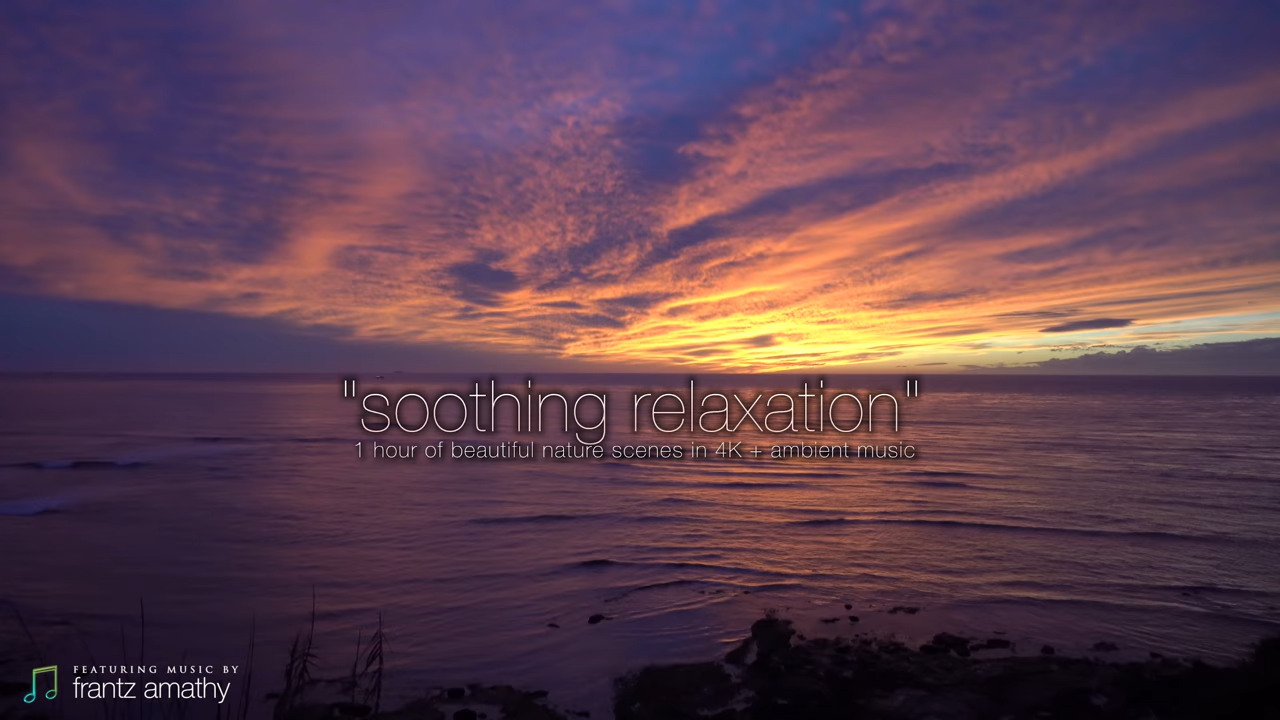 "soothing relaxation"
1 hour of beautiful nature scenes in 4K + ambient music
FEATURING MUSIC BY
frantz amathy